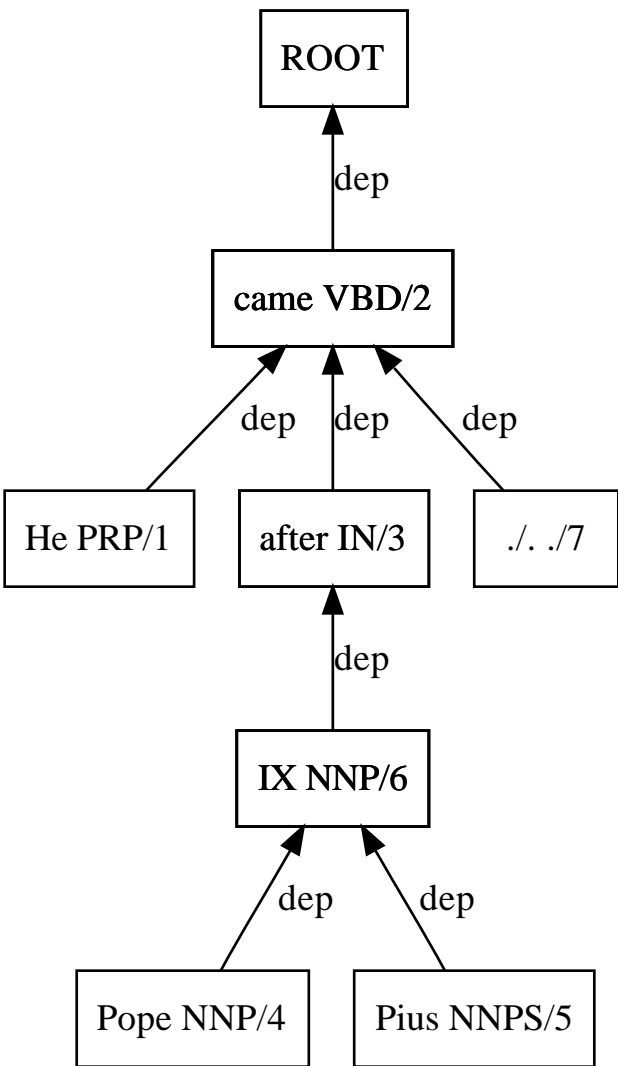 ROOT
dep
came VBD/2
dep dep dep
He PRP/1 after IN/3 ./. ./7
dep
IX NNP/6
dep dep
Pope NNP/4 Pius NNPS/5